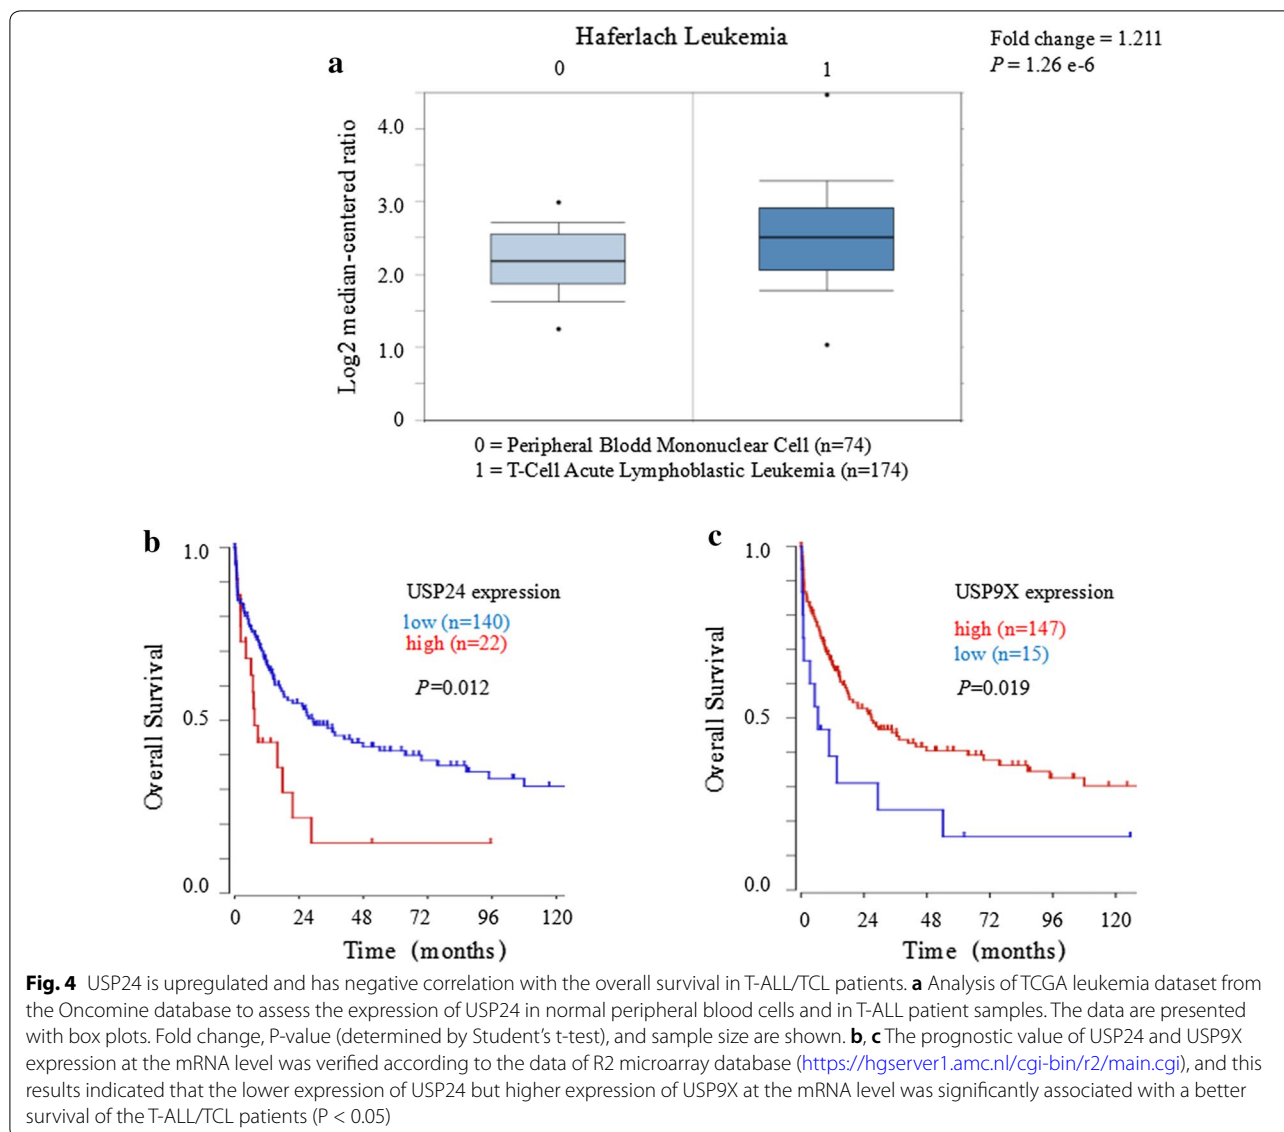 Haferlach Leukemia
Fold change = 1.211
P = 1.26 e-6
a
0
1
Log2 median-centered ratio
4.0
3.0
2.0
1.0
0
0 = Peripheral Blodd Mononuclear Cell (n=74)
1 = T-Cell Acute Lymphoblastic Leukemia (n=174)
b
1.0
0.5
0.0
Overall Survival
USP24 expression
low (n=140)
high (n=22)
P=0.012
0 24 48 72 96 120
Time (months)
c
1.0
0.5
0.0
Overall Survival
USP9X expression
high (n=147)
low (n=15)
P=0.019
0 24 48 72 96 120
Time (months)
Fig. 4 USP24 is upregulated and has negative correlation with the overall survival in T-ALL/TCL patients. a Analysis of TCGA leukemia dataset from
the Oncomine database to assess the expression of USP24 in normal peripheral blood cells and in T-ALL patient samples. The data are presented
with box plots. Fold change, P-value (determined by Student's t-test), and sample size are shown. b, c The prognostic value of USP24 and USP9X
expression at the mRNA level was verified according to the data of R2 microarray database (https://hgserver1.amc.nl/cgi-bin/r2/main.cgi), and this
results indicated that the lower expression of USP24 but higher expression of USP9X at the mRNA level was significantly associated with a better
survival of the T-ALL/TCL patients (P < 0.05)